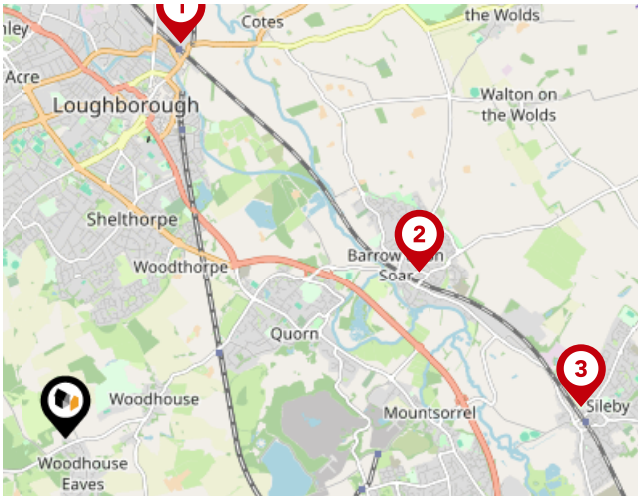 1
Cotes
the Wolds
Acre
Loughborough
Walton on
the Wolds
Shelthorpe
2
Barrow
Soar
Woodthorpe
Quorn
3
Woodhouse
Mountsorrel
Sileby
Woodhouse
Eaves